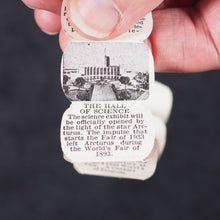 THE HALL
OF SCIENCE
The science exhibit will
be officially opened by
the light of the star Arc-
turus. The impulse that
starts the Fair of 1933
left Arcturus during
the World's Fair of
1893.